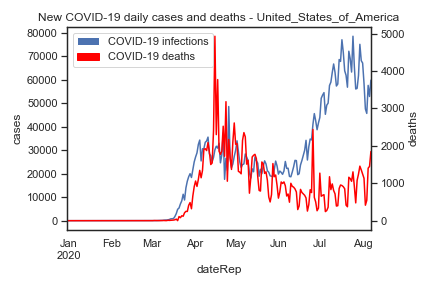 New COVID-19 daily cases and deaths - United_States_of_America
COVID-19 infections
COVID-19 deaths
80000
70000
60000
50000
40000
30000
20000
10000
0
cases
5000
4000
3000
2000
1000
0
deaths
Jan Feb Mar Apr May Jun Jul Aug
2020
dateRep